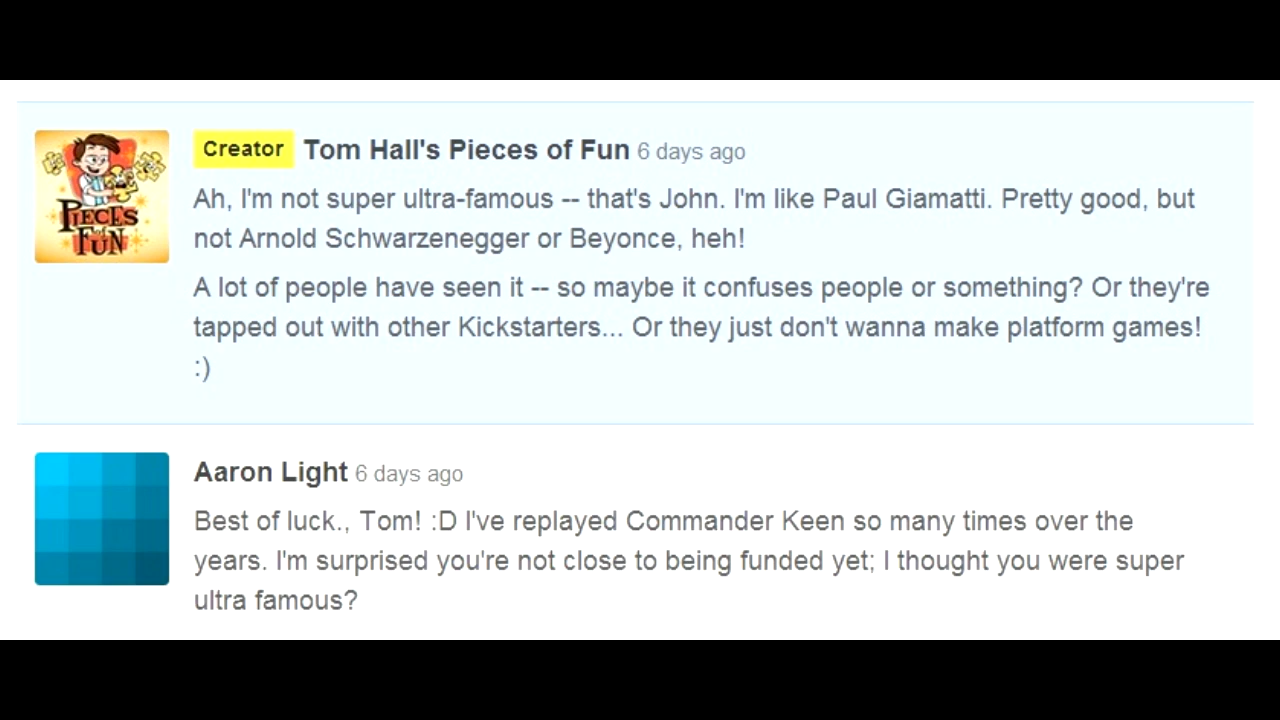 Creator Tom Hall's Pieces of Fun 6 days ago
Ah, I'm not super ultra-famous -- that's John. I'm like Paul Giamatti. Pretty good, but
not Arnold Schwarzenegger or Beyonce, heh!
A lot of people have seen it -- so maybe it confuses people or something? Or they're
tapped out with other Kickstarters... Or they just don't wanna make platform games!
:)
PIECES
of
FUN
Aaron Light 6 days ago
Best of luck., Tom! :D I've replayed Commander Keen so many times over the
years. I'm surprised you're not close to being funded yet; I thought you were super
ultra famous?